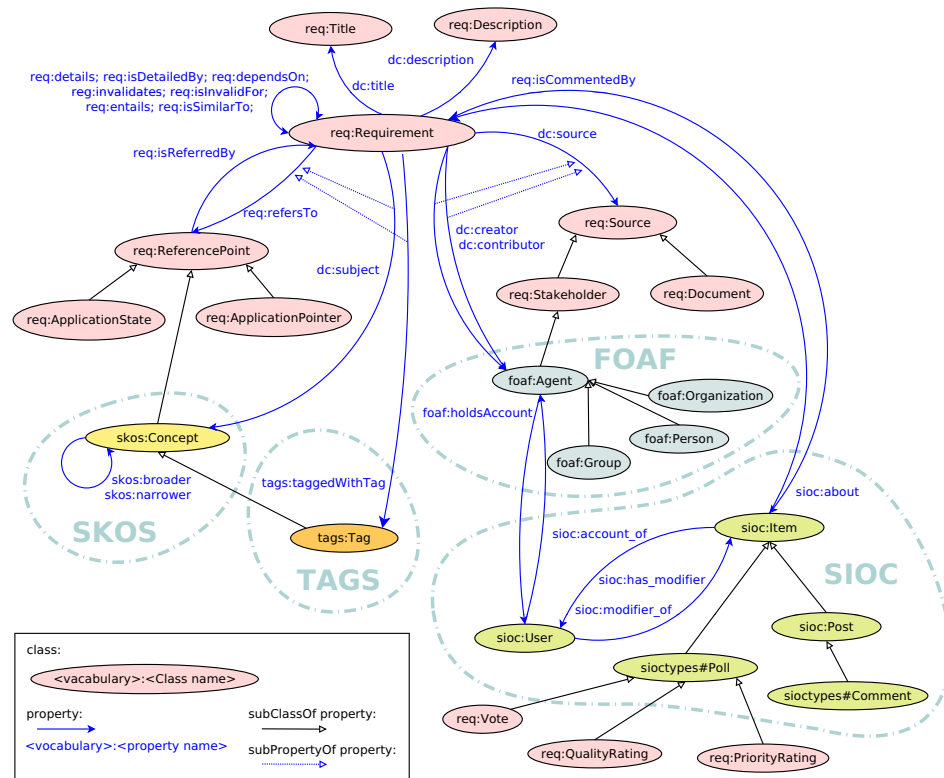 req:Title
req:Description
dc:description
req:details; req:isDetailedBy; req:dependsOn;
req:invalidates; req:isInvalidFor;
req:entails; req:isSimilarTo;
dc:title
req:isCommentedBy
req:Requirement
dc:source
req:isReferredBy
req:refersTo
req:Source
dc:creator
dc:contributor
req:ReferencePoint
dc:subject
req:Stakeholder
req:Document
req:ApplicationState
req:ApplicationPointer
FOAF
foaf:Agent
foaf:Organization
foaf:holdsAccount
skos:Concept
foaf:Person
foaf:Group
skos:broader
skos:narrower
tags:taggedWithTag
sioc:about
SKOS
tags:Tag
sioc:account_of
sioc:Item
TAGS
SIOC
sioc:has_modifier
sioc:modifier_of
sioc:User
sioc:Post
class:
<vacabulary>:<Class name>
sioctypes#Poll
sioctypes#Comment
property:
subClassOf property:
req:Vote
<vocabulary>:<property name>
subPropertyOf property:
req:QualityRating
req:PriorityRating